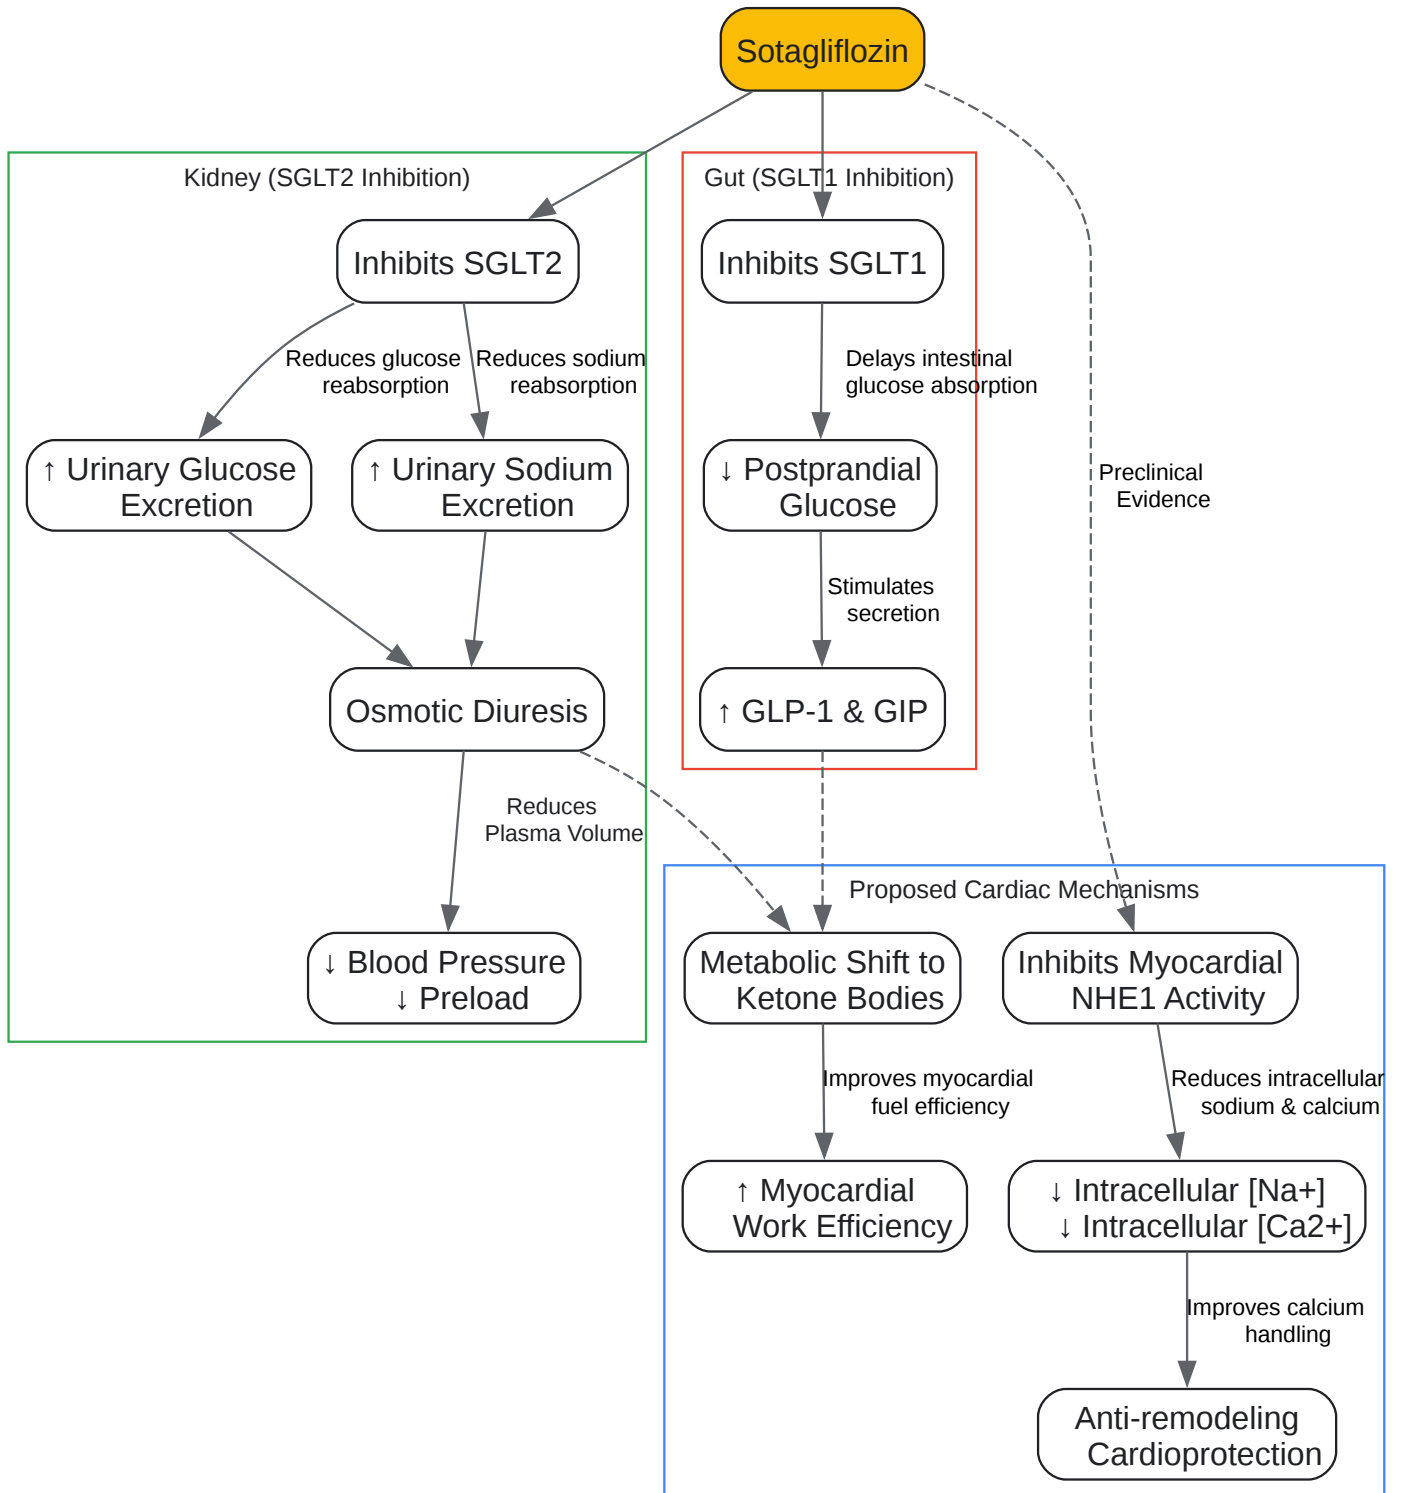 Sotagliflozin
Kidney (SGLT2 Inhibition)
Gut (SGLT1 Inhibition)
Inhibits SGLT2
Inhibits SGLT1
Reduces glucose
reabsorption
Reduces sodium
reabsorption
Delays intestinal
glucose absorption
↑ Urinary Glucose
Excretion
↑ Urinary Sodium
Excretion
↓ Postprandial
Glucose
Preclinical
Evidence
Stimulates
secretion
Osmotic Diuresis
↑ GLP-1 & GIP
Reduces
Plasma Volume
Proposed Cardiac Mechanisms
↓ Blood Pressure
↓ Preload
Metabolic Shift to
Ketone Bodies
Inhibits Myocardial
NHE1 Activity
Improves myocardial
fuel efficiency
Reduces intracellular
sodium & calcium
↑ Myocardial
Work Efficiency
↓ Intracellular [Na+]
↓ Intracellular [Ca2+]
Improves calcium
handling
Anti-remodeling
Cardioprotection